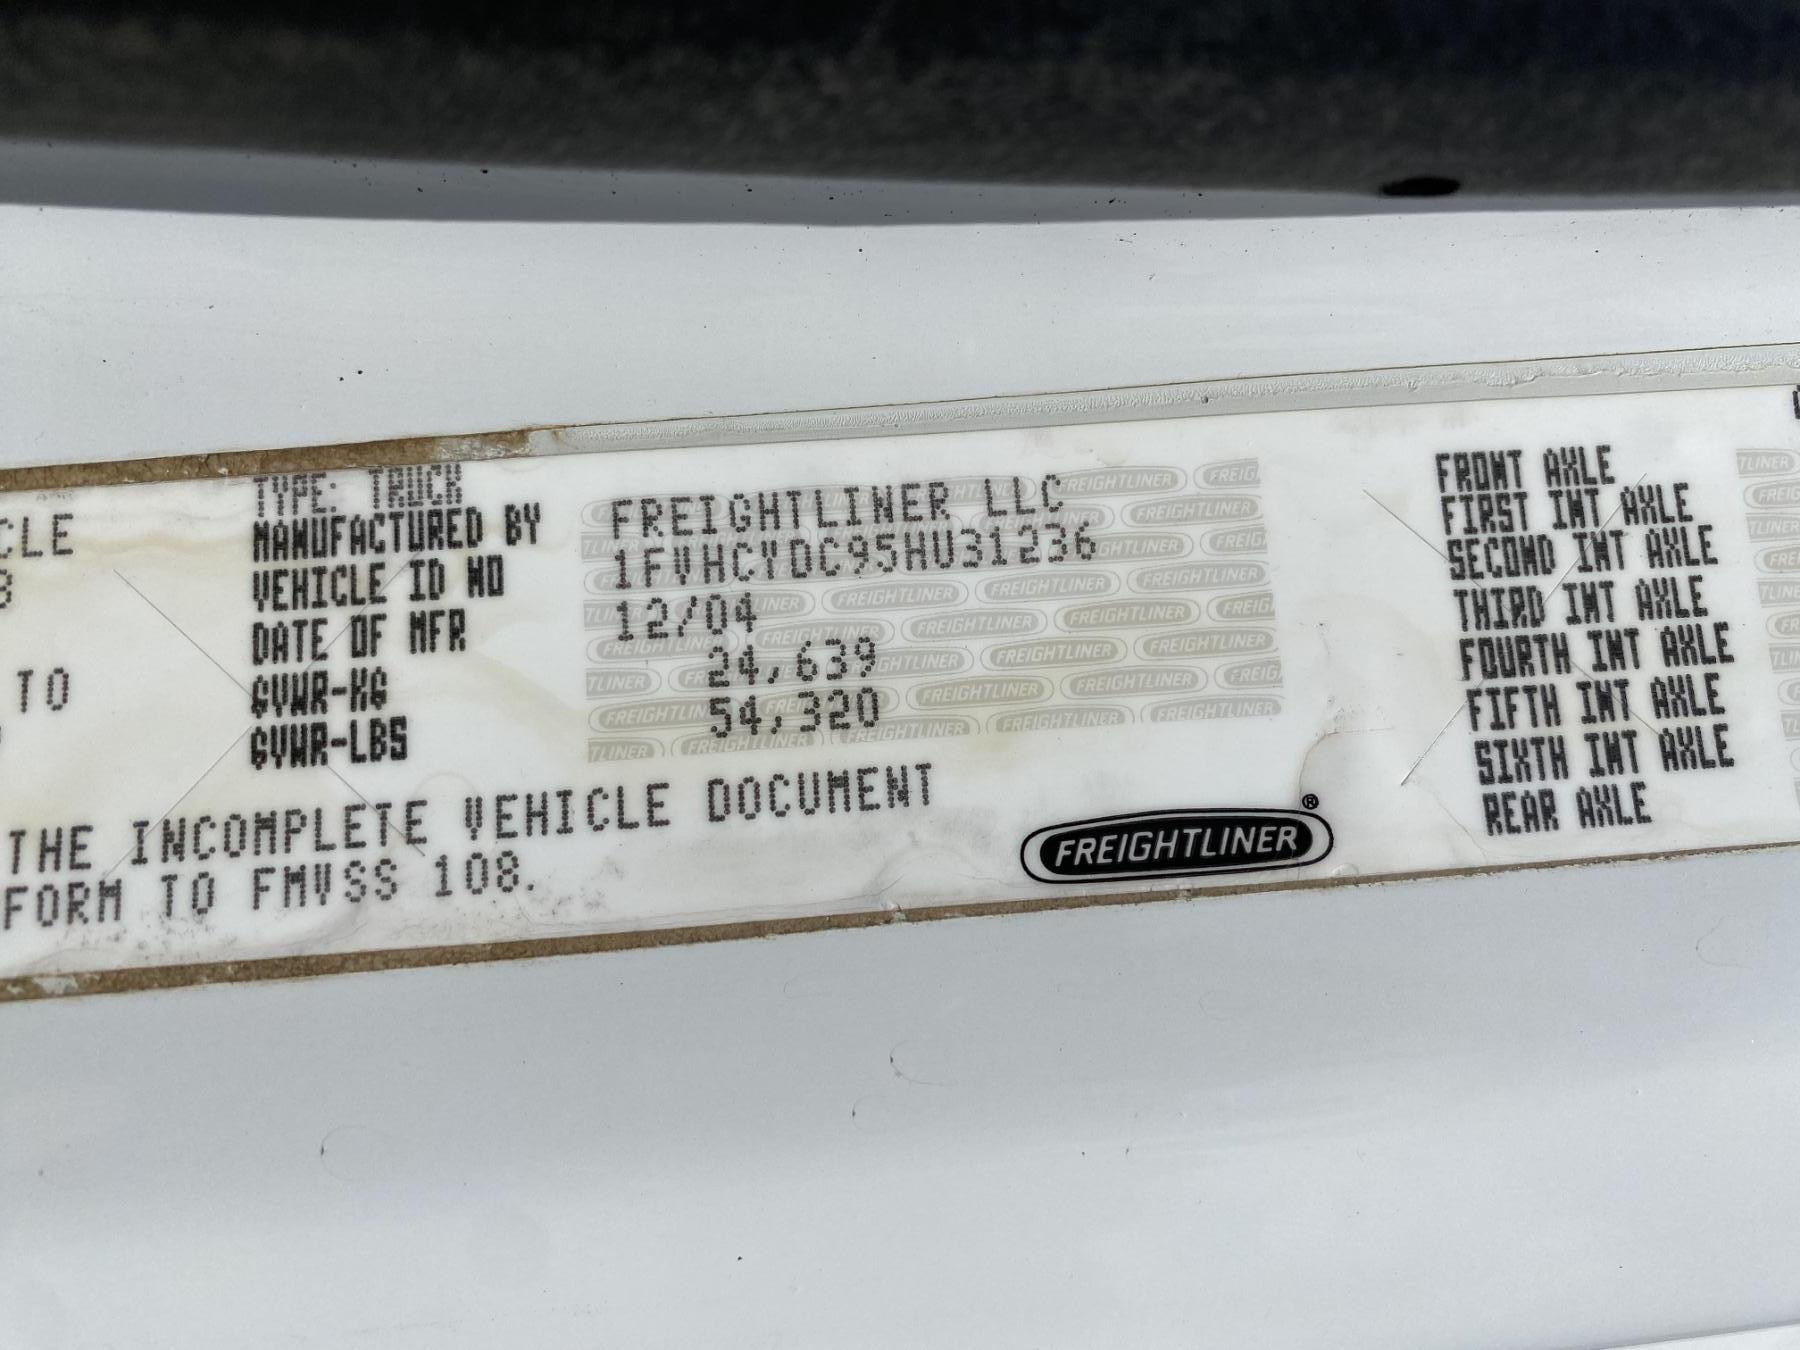 CLE
TO
TYPE: TRUCK
MANUFACTURED BY FREIGHTLINER LLC
VEHICLE ID NO 1FVHCYDC95HU31236
DATE OF MFR 12/04
GVWR-KG 24,639
GVWR-LBS 54,320
THE INCOMPLETE VEHICLE DOCUMENT
FORM TO FMVSS 108.
FREIGHTLINER®
FRONT AXLE
FIRST INT AXLE
SECOND INT AXLE
THIRD INT AXLE
FOURTH INT AXLE
FIFTH INT AXLE
SIXTH INT AXLE
REAR AXLE